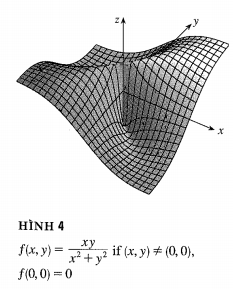 z
y
x
HÌNH 4
f(x, y) = xy / (x² + y²) if (x, y) ≠ (0, 0),
f(0, 0) = 0